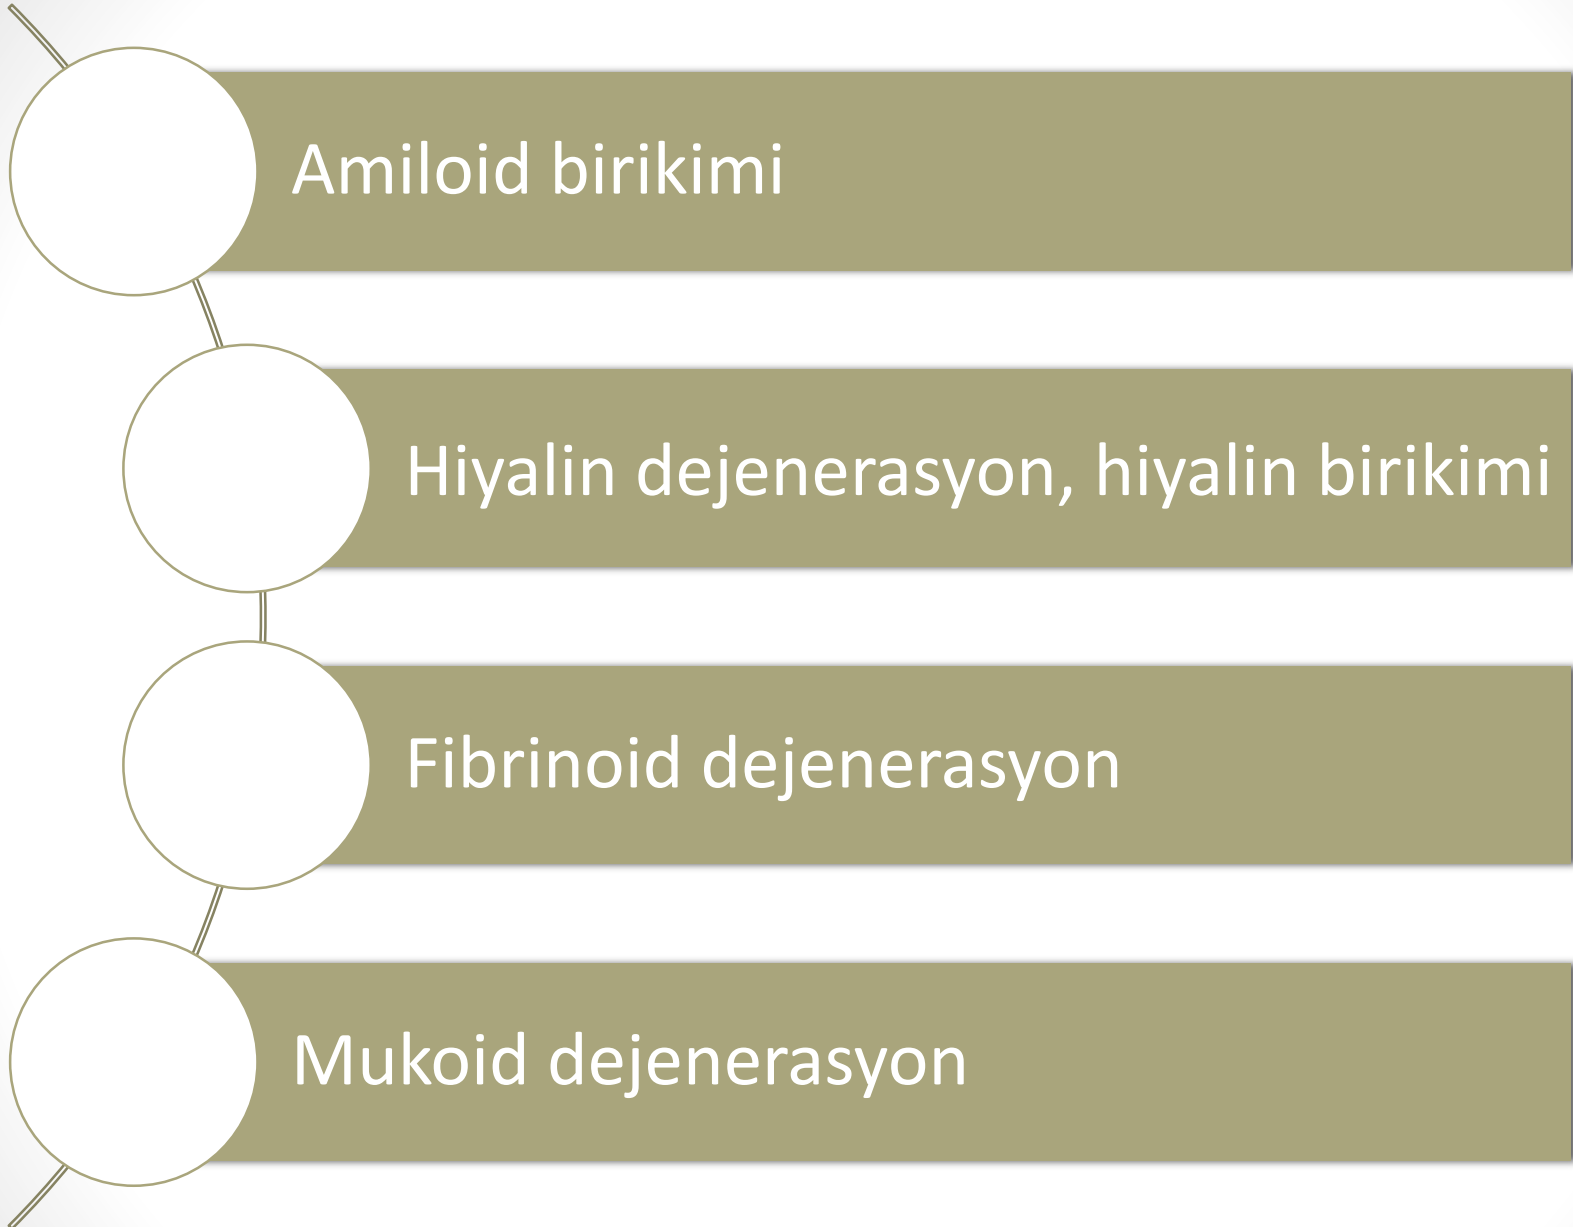 Amiloid birikimi
Hiyalin dejenerasyon, hiyalin birikimi
Fibrinoid dejenerasyon
Mukoid dejenerasyon